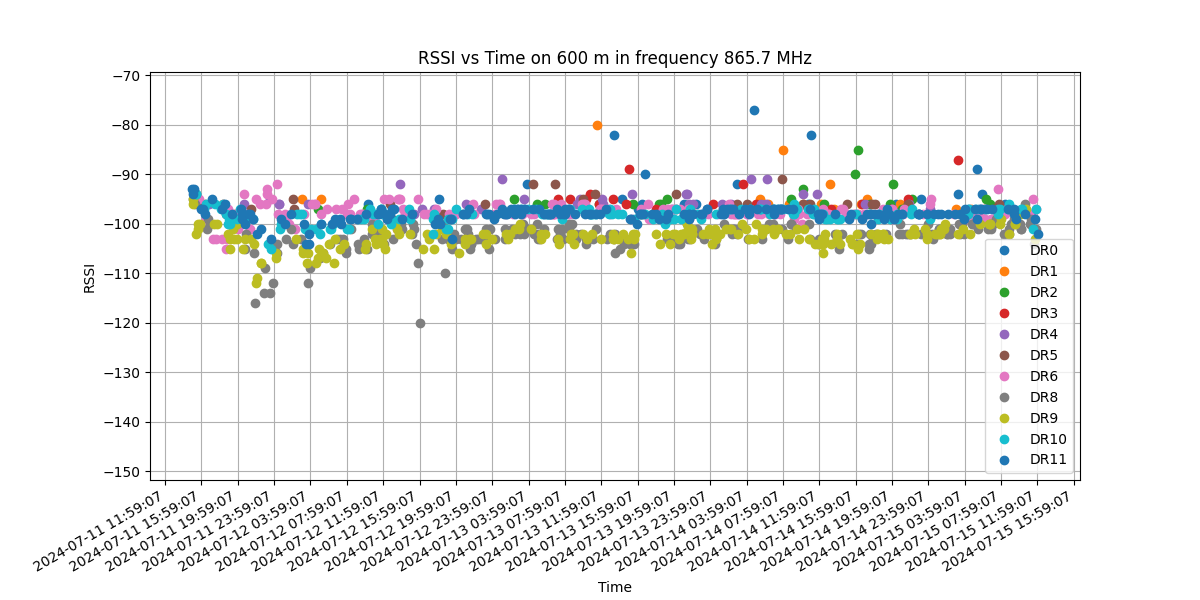 RSSI vs Time on 600 m in frequency 865.7 MHz
−70
−80
−90
−100
−110
−120
−130
−140
−150
RSSI
DR0
DR1
DR2
DR3
DR4
DR5
DR6
DR8
DR9
DR10
DR11
2024-07-11 11:59:07
2024-07-11 15:59:07
2024-07-11 19:59:07
2024-07-11 23:59:07
2024-07-12 03:59:07
2024-07-12 07:59:07
2024-07-12 11:59:07
2024-07-12 15:59:07
2024-07-12 19:59:07
2024-07-12 23:59:07
2024-07-13 03:59:07
2024-07-13 07:59:07
2024-07-13 11:59:07
2024-07-13 15:59:07
2024-07-13 19:59:07
2024-07-13 23:59:07
2024-07-14 03:59:07
2024-07-14 07:59:07
2024-07-14 11:59:07
2024-07-14 15:59:07
2024-07-14 19:59:07
2024-07-14 23:59:07
2024-07-15 03:59:07
2024-07-15 07:59:07
2024-07-15 11:59:07
2024-07-15 15:59:07
Time